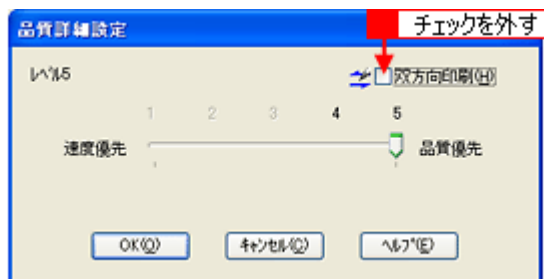 品質詳細設定
チェックを外す
ﾚﾍﾞﾙ5
双方向印刷(H)
1 2 3 4 5
速度優先
品質優先
OK(O)
ｷｬﾝｾﾙ(C)
ﾍﾙﾌﾟ(E)